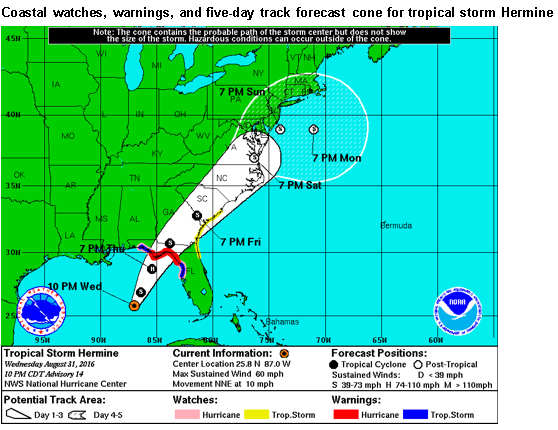 Coastal watches, warnings, and five-day track forecast cone for tropical storm Hermine
Note: The cone contains the probable path of the storm center but does not show
the size of the storm. Hazardous conditions can occur outside of the cone.
45N
WI
MI
NY
VT
NH
MA
CT
RI
7 PM Sun
40N
IA
IL
IN
OH
PA
MO
WV
VA
KY
7 PM Mon
35N
OK
AR
TN
NC
7 PM Sat
SC
MS
AL
GA
LA
Bermuda
7 PM Fri
30N
7 PM Thu
FL
10 PM Wed
25N
Bahamas
NOAA
95W
90W
85W
80W
75W
70W
65W
60W
Tropical Storm Hermine
Wednesday August 31, 2016
10 PM CDT Advisory 14
NWS National Hurricane Center
Current Information:
Center Location 25.8 N 87.0 W
Max Sustained Wind 60 mph
Movement NNE at 10 mph
Forecast Positions:
Tropical Cyclone Post-Tropical
Sustained Winds: D < 39 mph
S 39-73 mph H 74-110 mph M > 110mph
Potential Track Area:
Day 1-3 Day 4-5
Watches:
Hurricane Trop.Storm
Warnings:
Hurricane Trop.Storm